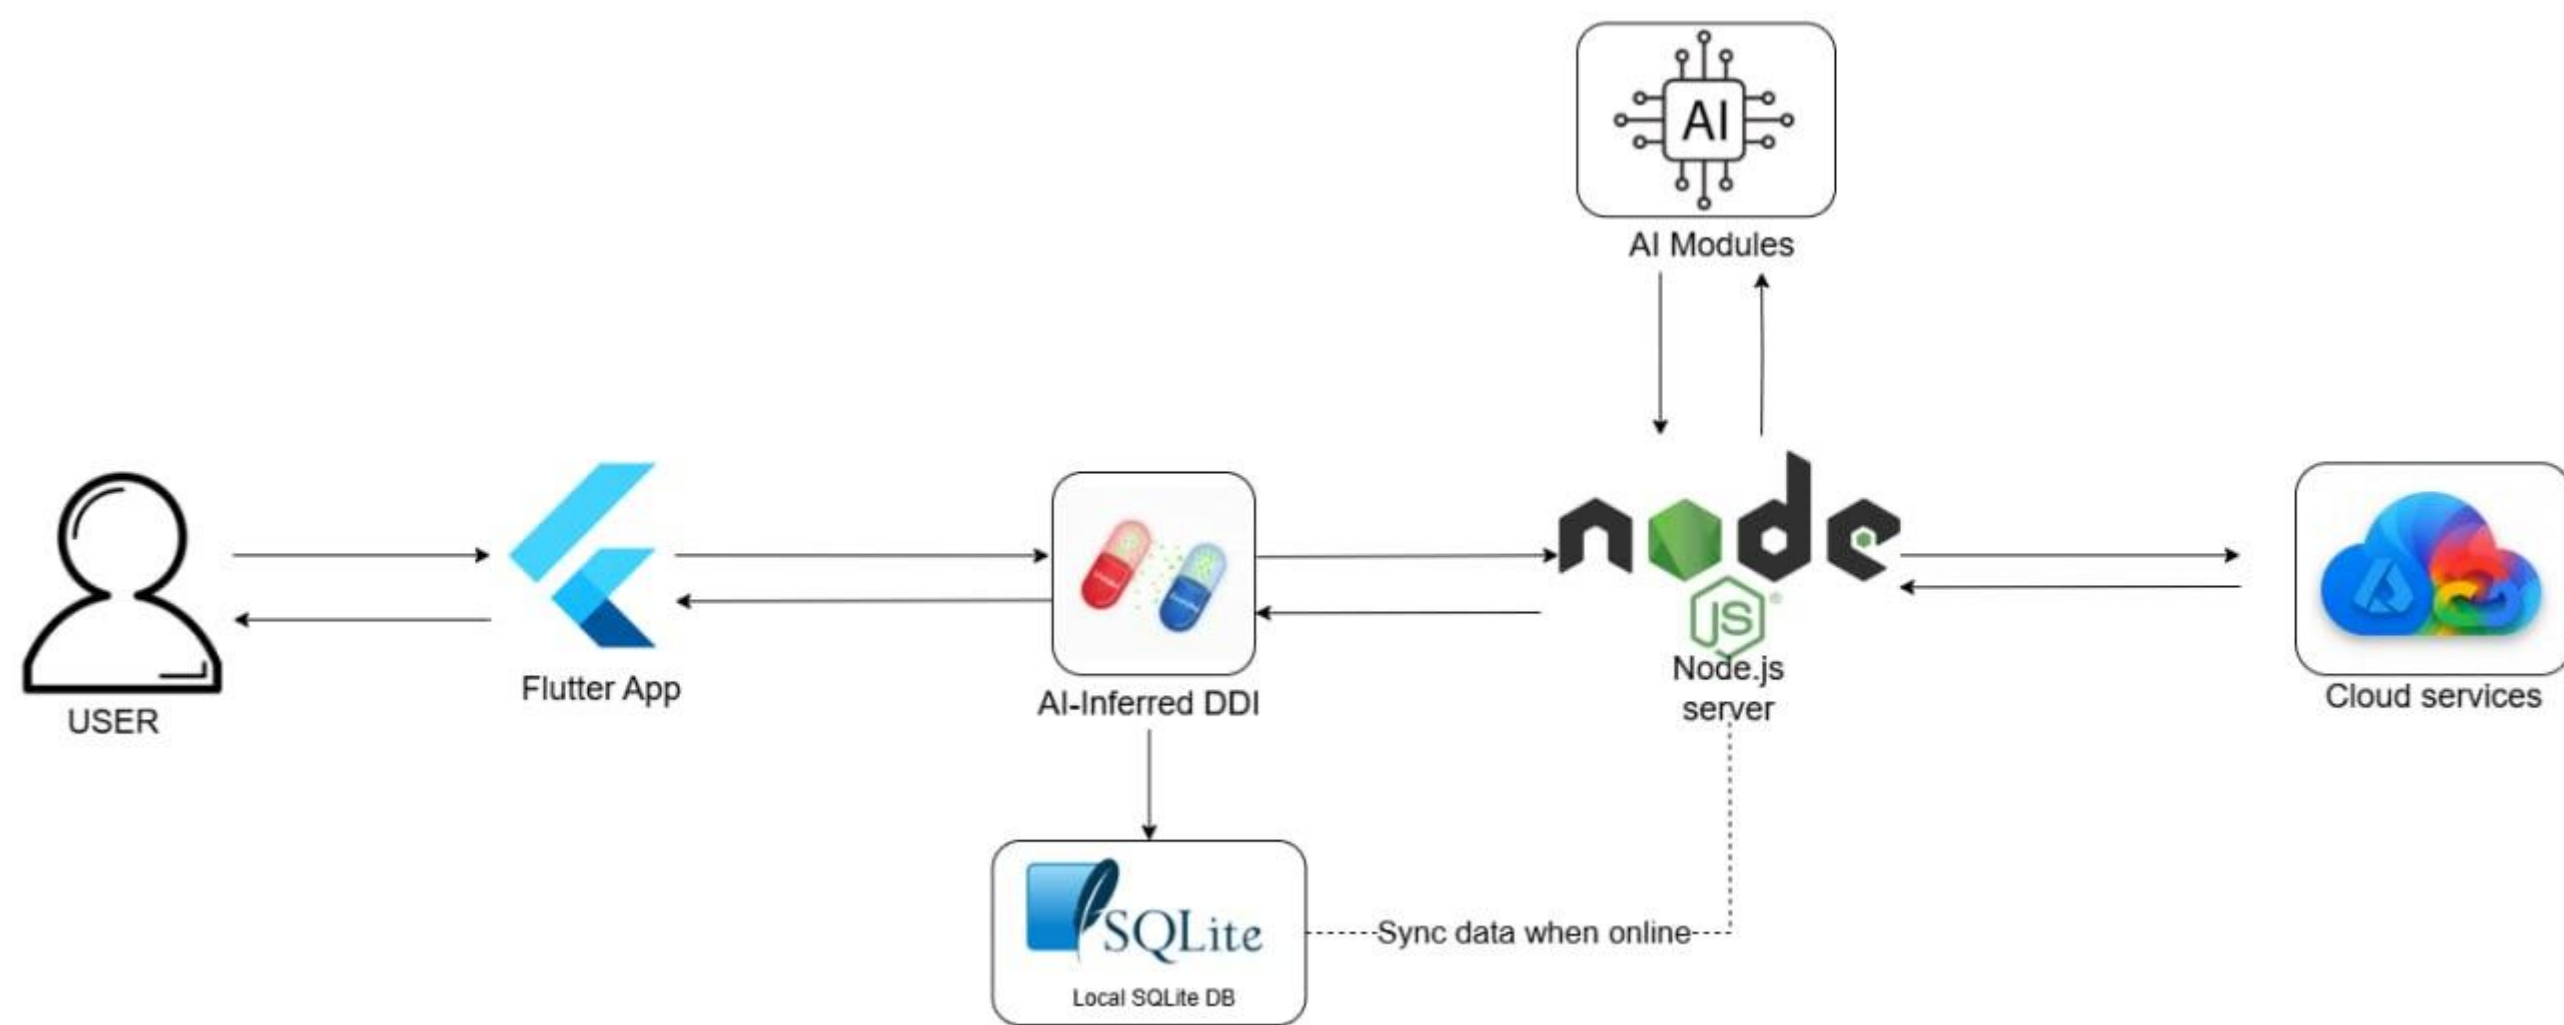 AI
AI Modules
node
JS
®
Node.js
server
USER
Flutter App
AI-Inferred DDI
Cloud services
SQLite
Local SQLite DB
Sync data when online